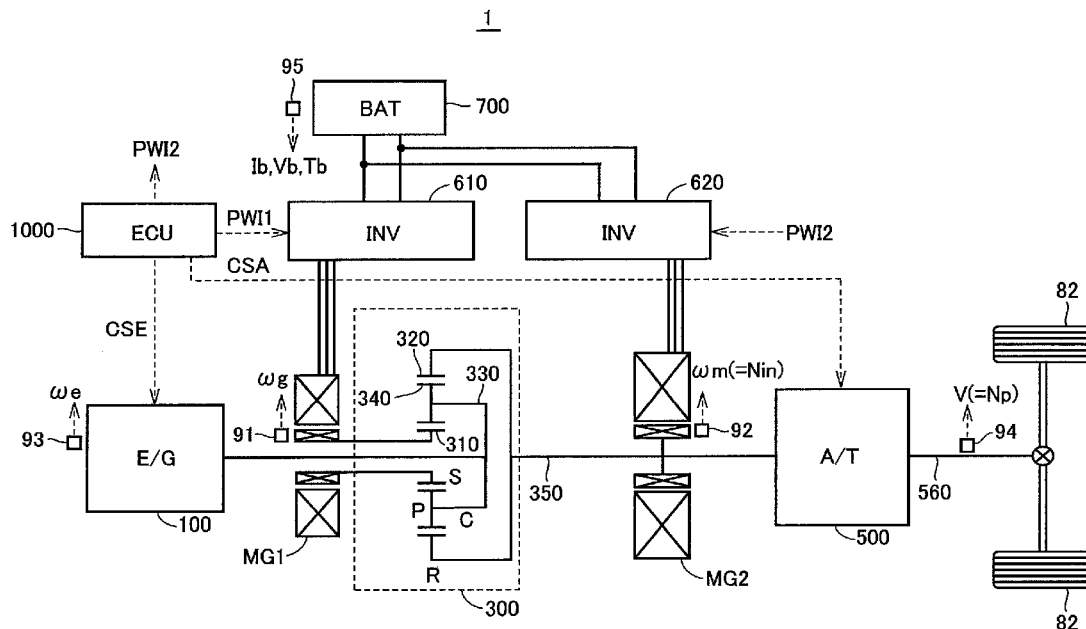 1
95
BAT
700
PWI2
Ib,Vb,Tb
610
620
1000
ECU
PWI1
INV
INV
PWI2
CSA
82
CSE
320
330
ωm(=Nin)
ωe
ωg
340
V(=Np)
93
91
310
92
94
E/G
A/T
S
350
560
P
C
100
500
MG1
R
MG2
300
82